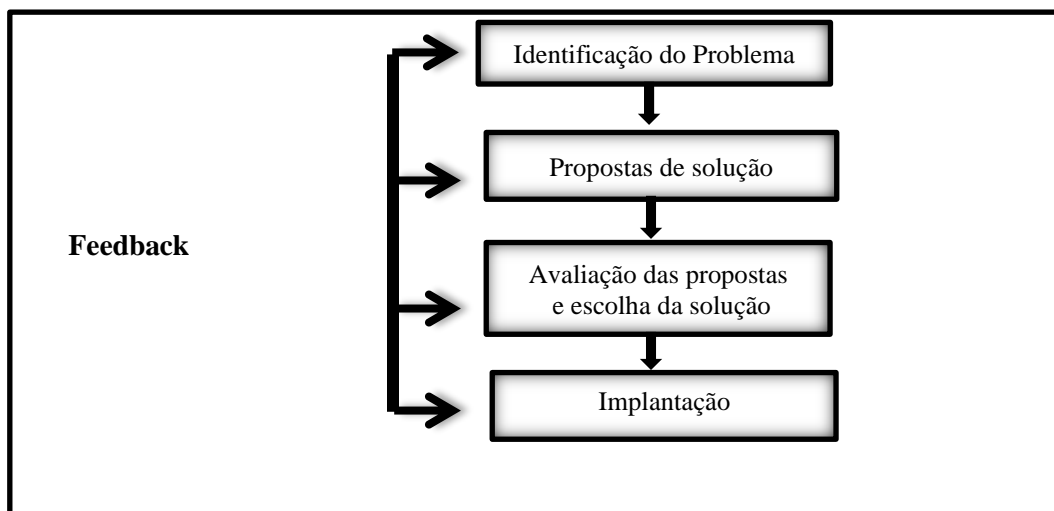 Identificação do Problema
Propostas de solução
Feedback
Avaliação das propostas
e escolha da solução
Implantação